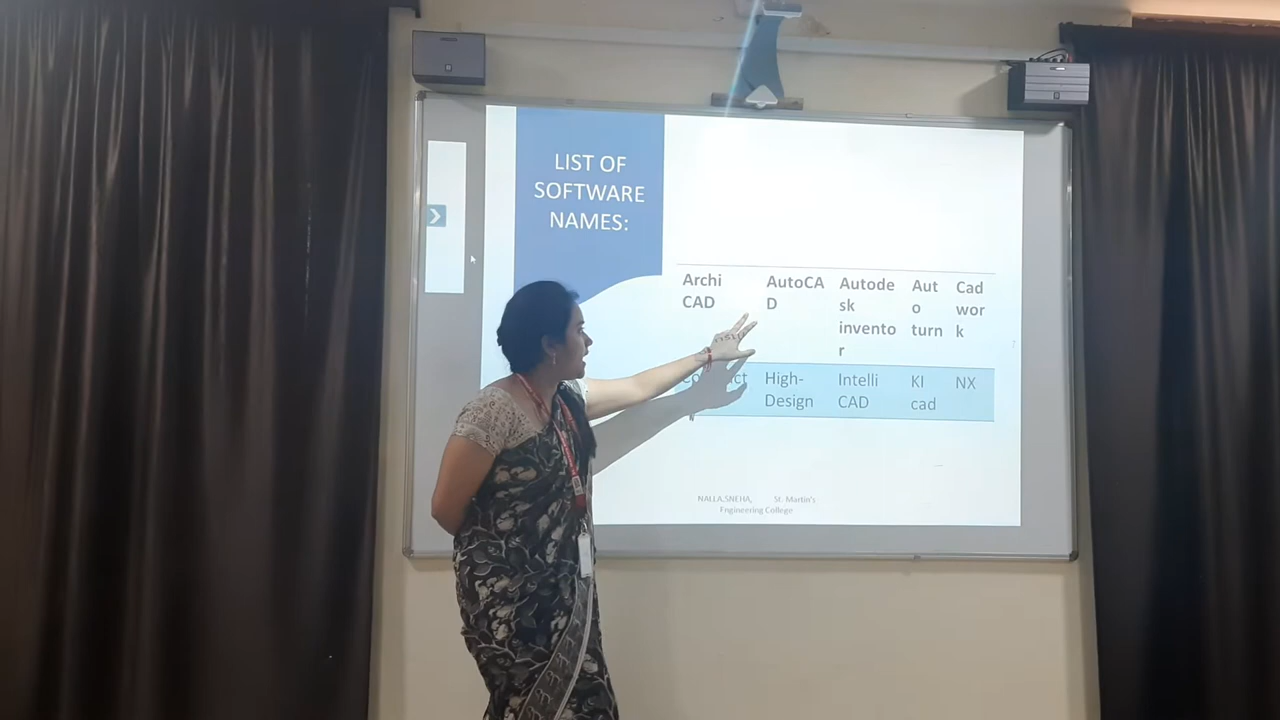 LIST OF
SOFTWARE
NAMES:
Archi
CAD
AutoCA
D
Autode
sk
invento
r
Aut
o
turn
Cad
wor
k
High-
Design
Intelli
CAD
KI
cad
NX
NALLA.SNEHA, St. Martin's
Engineering College